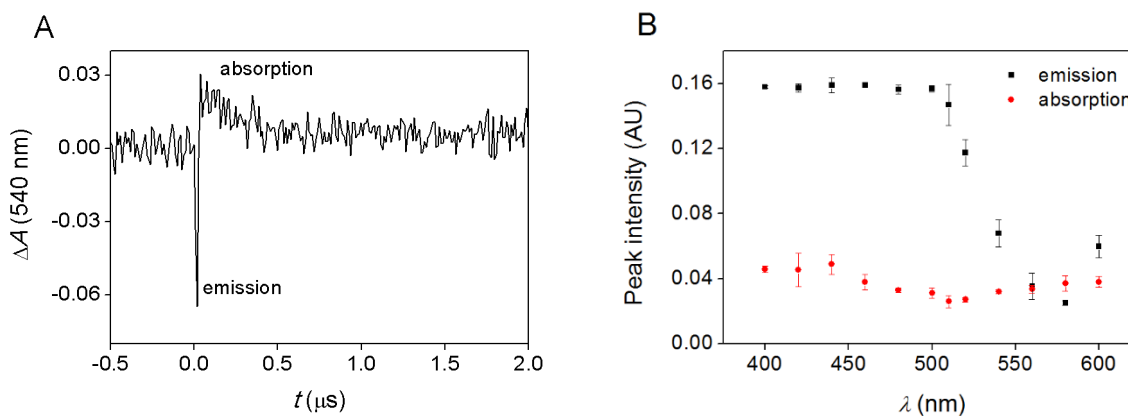 A
0.03
0.00
-0.03
-0.06
ΔA (540 nm)
absorption
emission
-0.5
0.0
0.5
1.0
1.5
2.0
t (μs)
B
0.16
0.12
0.08
0.04
0.00
Peak intensity (AU)
emission
absorption
400
450
500
550
600
λ (nm)